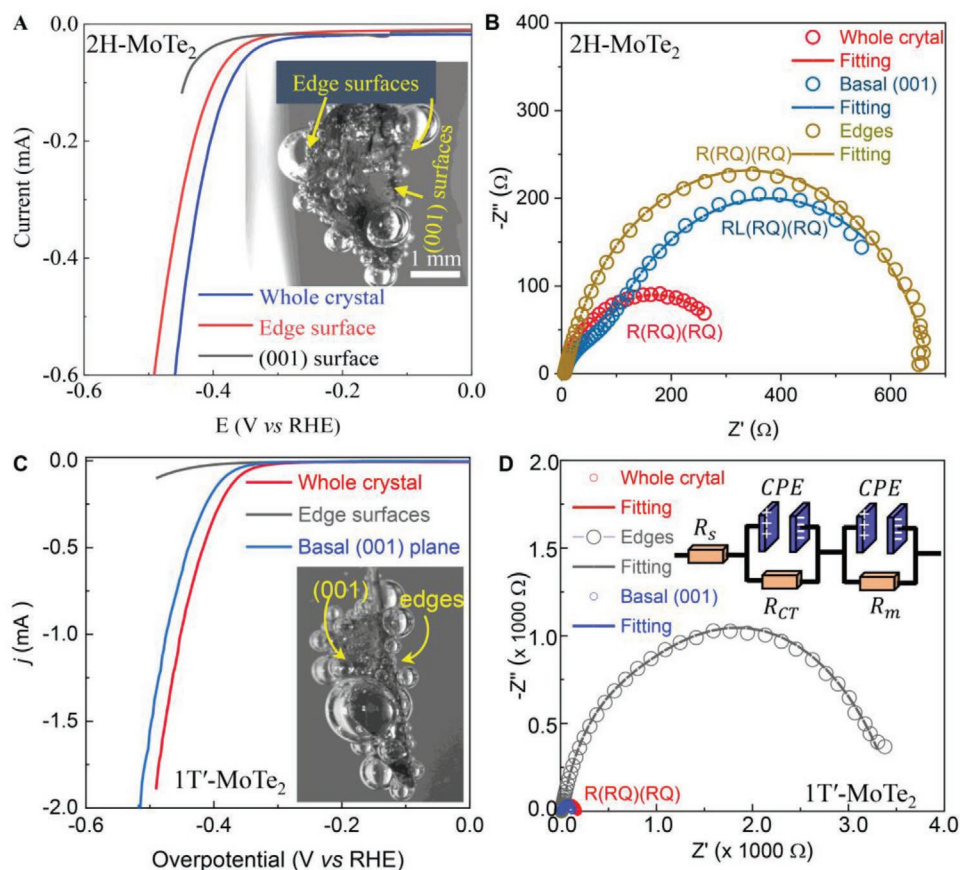 A
2H-MoTe2
0.0
-0.2
-0.4
-0.6
Current (mA)
Edge surfaces
(001) surfaces
1 mm
Whole crystal
Edge surface
(001) surface
-0.6
-0.4
-0.2
0.0
E (V vs RHE)
B
2H-MoTe2
Whole crytal
Fitting
Basal (001)
Fitting
Edges
Fitting
-400
-300
-200
-100
0
-Z" (Ω)
R(RQ)(RQ)
RL(RQ)(RQ)
R(RQ)(RQ)
0
200
400
600
Z' (Ω)
C
0.0
-0.5
-1.0
-1.5
-2.0
j (mA)
Whole crystal
Edge surfaces
Basal (001) plane
(001)
edges
1T′-MoTe2
-0.6
-0.4
-0.2
0.0
Overpotential (V vs RHE)
D
2.0
1.5
1.0
0.5
0.0
-Z" (x 1000 Ω)
Whole crytal
Fitting
Edges
Fitting
Basal (001)
Fitting
CPE
CPE
Rs
RCT
Rm
R(RQ)(RQ)
1T′-MoTe2
0
1.0
2.0
3.0
4.0
Z' (x 1000 Ω)